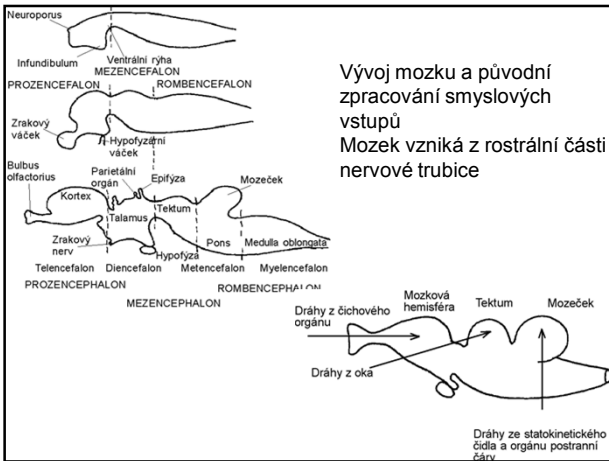 Neuroporus
Infundibulum
Ventrální rýha
MEZENCEFALON
PROZENCEFALON
ROMBENCEFALON
Zrakový
váček
Hypofyzární
váček
Bulbus
olfactorius
Parietální
orgán
Epifýza
Mozeček
Kortex
Talamus
Tektum
Zrakový
nerv
Hypofýza
Pons
Medulla oblongata
Telencefalon
Diencefalon
Metencefalon
Myelencefalon
PROZENCEPHALON
ROMBENCEPHALON
MEZENCEPHALON
Vývoj mozku a původní
zpracování smyslových
vstupů
Mozek vzniká z rostrální části
nervové trubice
Dráhy z čichového
orgánu
Mozková
hemisféra
Tektum
Mozeček
Dráhy z oka
Dráhy ze statokinetického
čidla a orgánu postranní
čáry